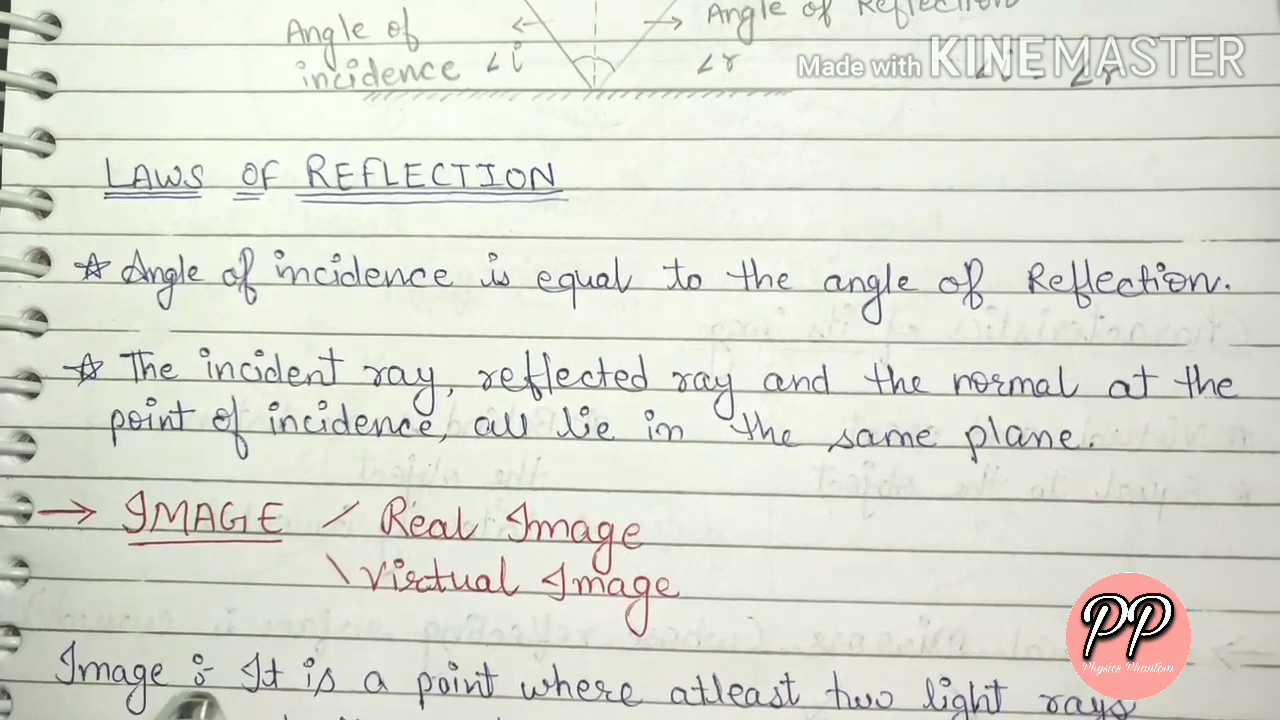 Angle of
incidence ∠i
Angle of Reflection
∠r
∠i = ∠r
Made with KINEMASTER
LAWS OF REFLECTION
☆ Angle of incidence is equal to the angle of Reflection.
☆ The incident ray, reflected ray and the normal at the
point of incidence, all lie in the same plane.
→ IMAGE / Real Image
\ Virtual Image
Image :- It is a point where atleast two light rays
PP
Physics Phantom